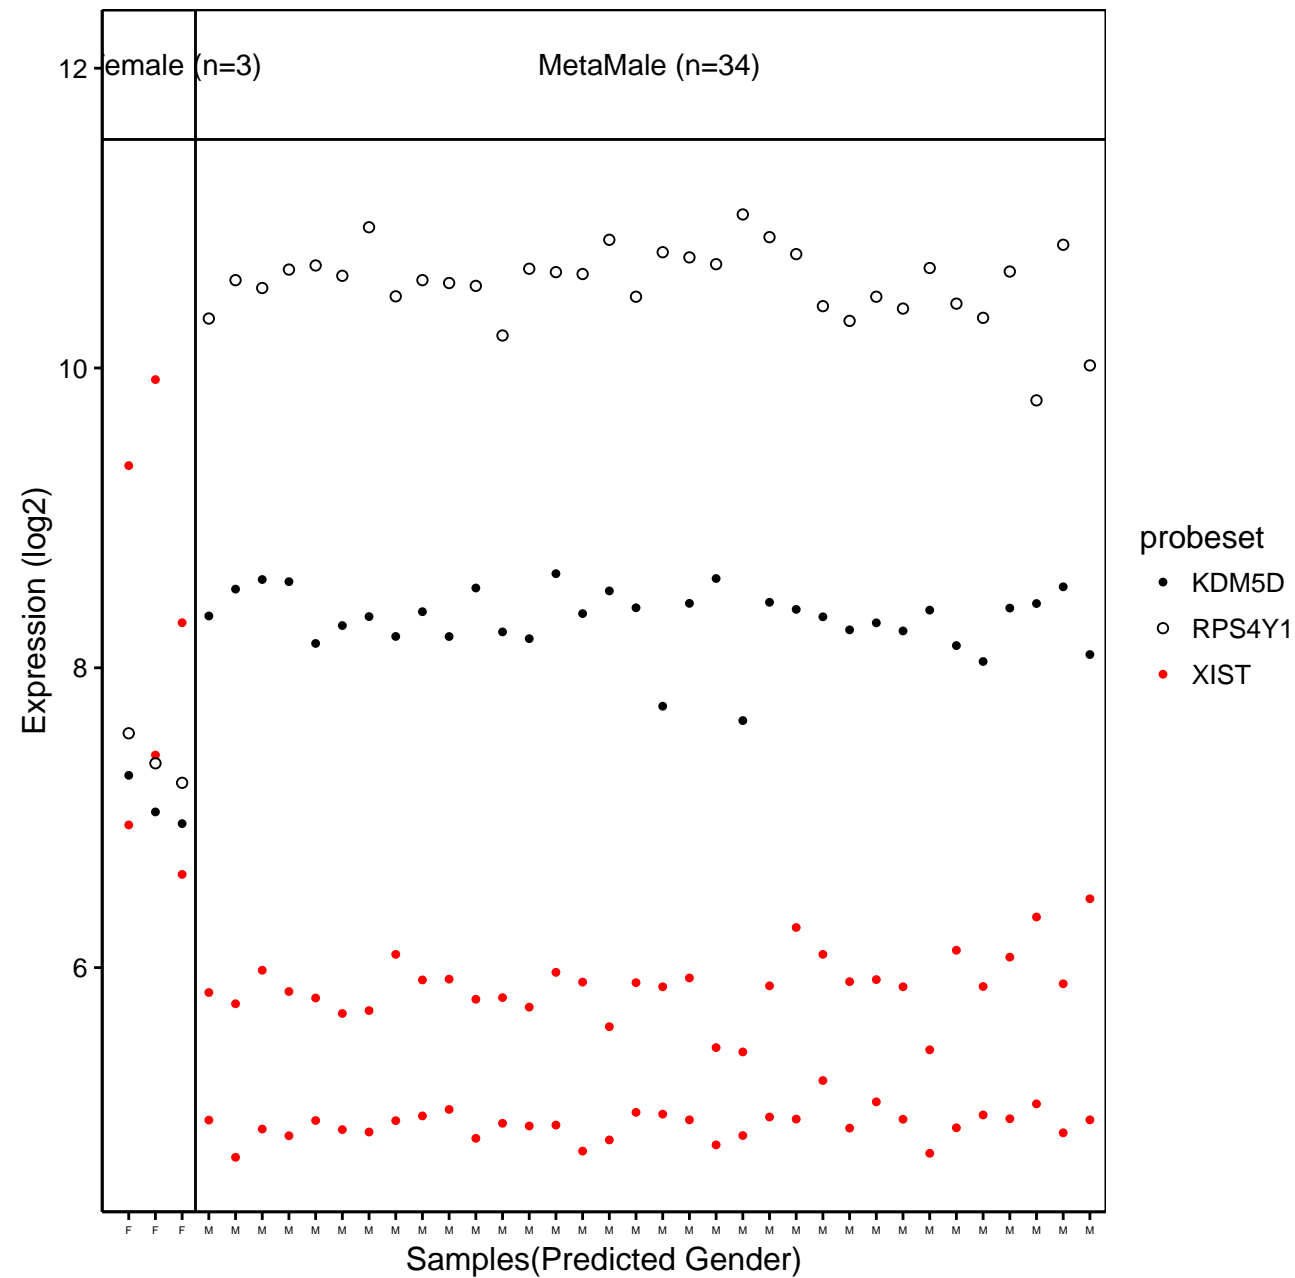 emale (n=3)
MetaMale (n=34)
12
10
8
6
Expression (log2)
probeset
KDM5D
RPS4Y1
XIST
F F F M M M M M M M M M M M M M M M M M M M M M M M M M M M M M M M M M M
Samples(Predicted Gender)